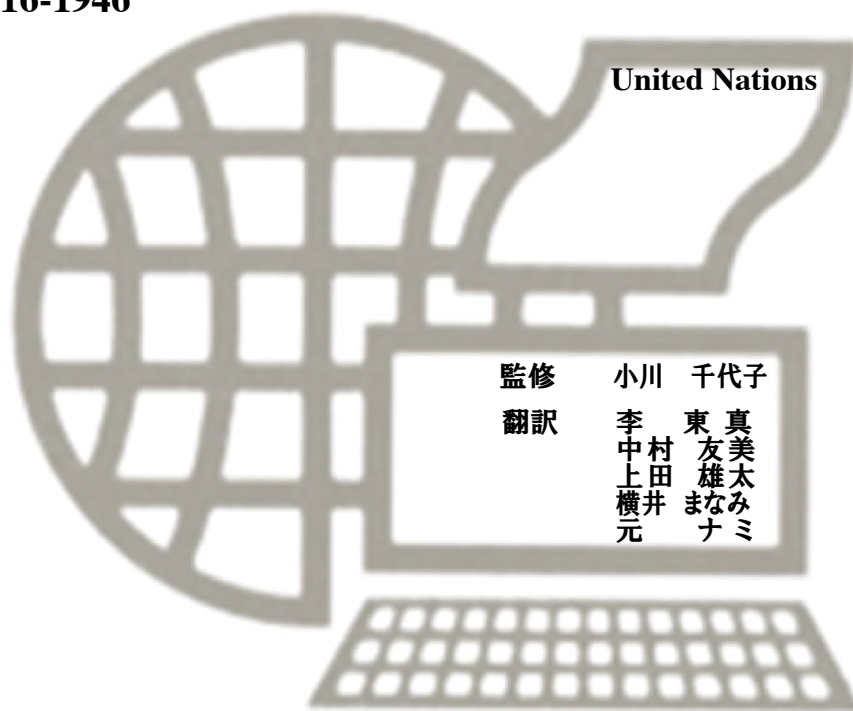 16-1946
United Nations
監修 小川 千代子
翻訳 李 東 真
中村 友美
上田 雄太
横井 まなみ
元 ナミ